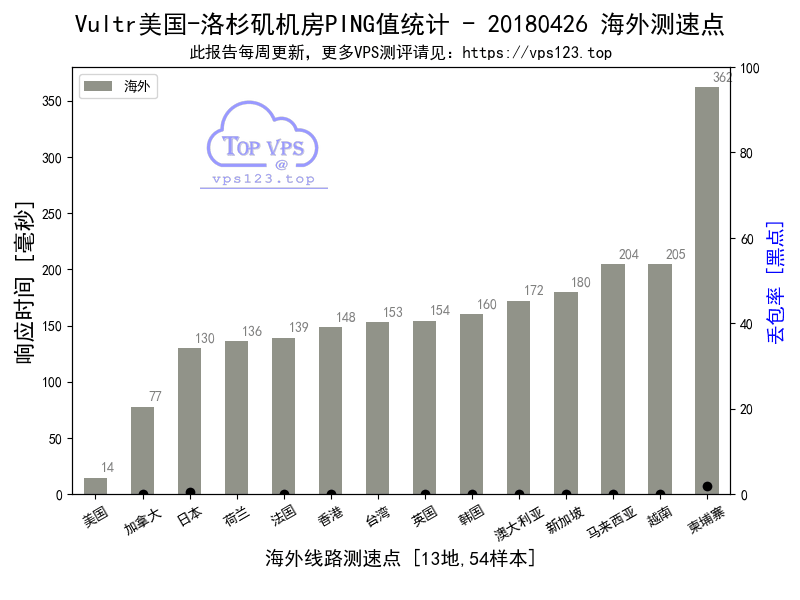 Vultr美国-洛杉矶机房PING值统计 - 20180426 海外测速点
此报告每周更新，更多VPS测评请见：https://vps123.top
海外
TOP VPS
@
vps123.top
响应时间 [毫秒]
350
300
250
200
150
100
50
0
14
77
130
136
139
148
153
154
160
172
180
204
205
362
100
80
60
40
20
0
丢包率 [黑点]
美国
加拿大
日本
荷兰
法国
香港
台湾
英国
韩国
澳大利亚
新加坡
马来西亚
越南
柬埔寨
海外线路测速点 [13地,54样本]